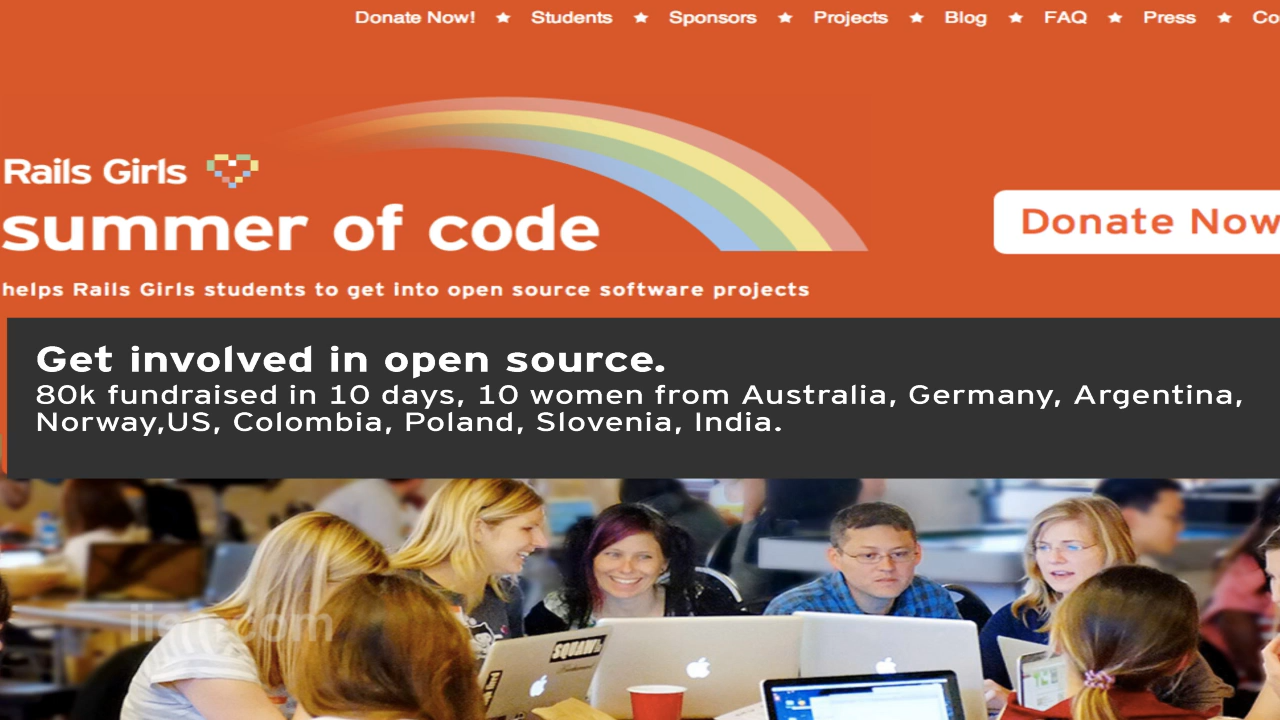 Donate Now! ★ Students ★ Sponsors ★ Projects ★ Blog ★ FAQ ★ Press ★ Co
Rails Girls
summer of code
Donate Now
helps Rails Girls students to get into open source software projects
Get involved in open source.
80k fundraised in 10 days, 10 women from Australia, Germany, Argentina,
Norway,US, Colombia, Poland, Slovenia, India.
SQUAW